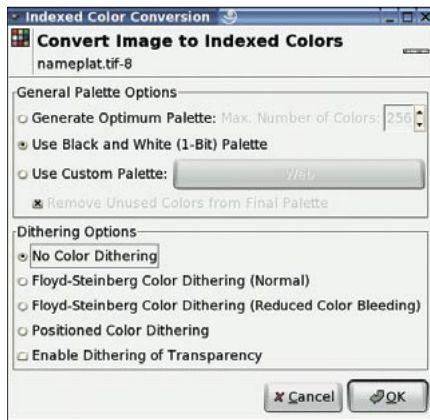 Indexed Color Conversion
Convert Image to Indexed Colors
nameplat.tif-8
General Palette Options
Generate Optimum Palette: Max. Number of Colors: 256
Use Black and White (1-Bit) Palette
Use Custom Palette: Web
Remove Unused Colors from Final Palette
Dithering Options
No Color Dithering
Floyd-Steinberg Color Dithering (Normal)
Floyd-Steinberg Color Dithering (Reduced Color Bleeding)
Positioned Color Dithering
Enable Dithering of Transparency
Cancel OK